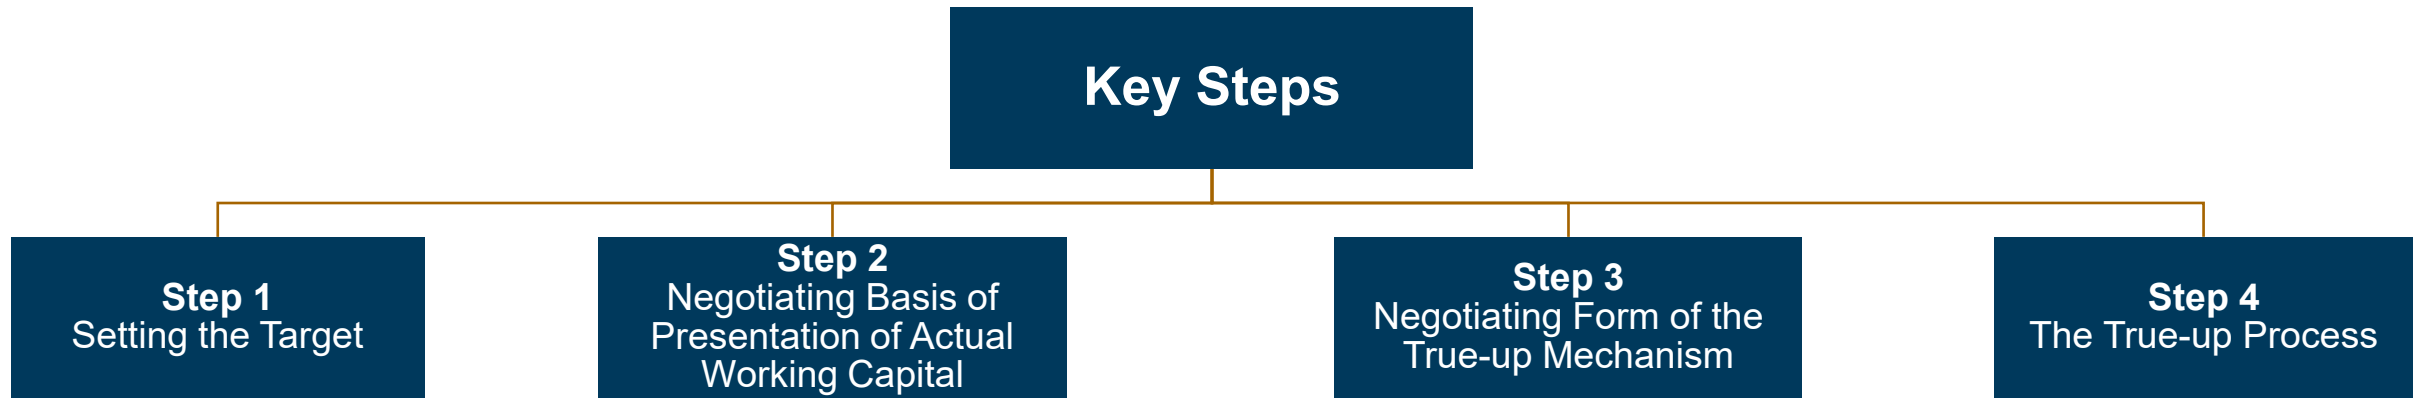 Key Steps
Step 1
Setting the Target
Step 2
Negotiating Basis of
Presentation of Actual
Working Capital
Step 3
Negotiating Form of the
True-up Mechanism
Step 4
The True-up Process